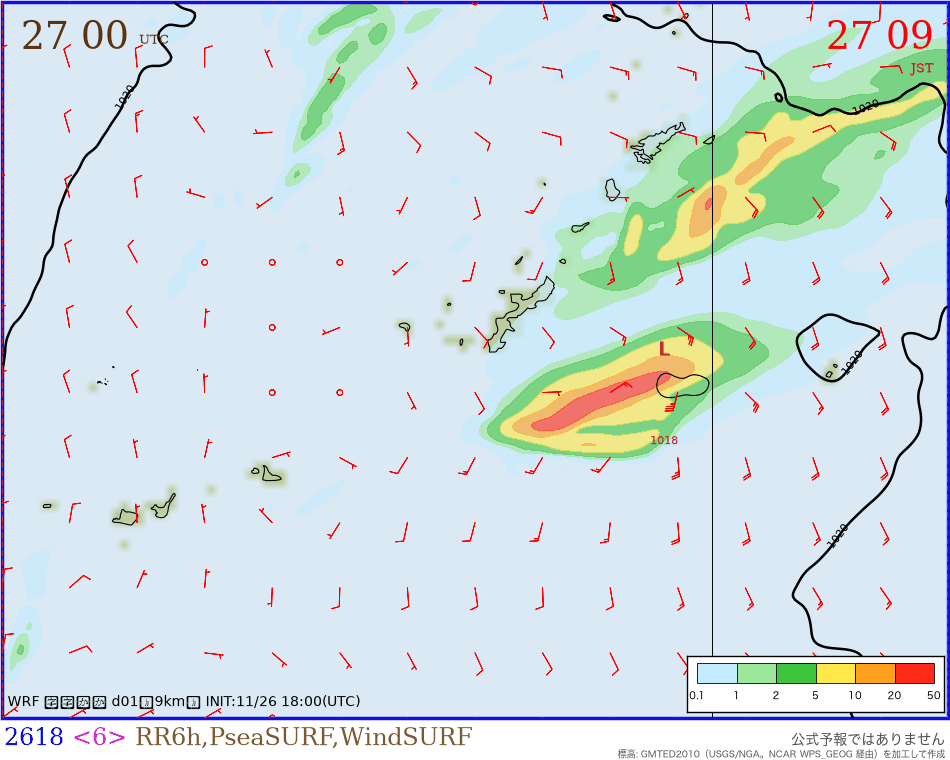 27 00 UTC
27 09
JST
1020
1020
L
1020
1018
1020
0.1 1 2 5 10 20 50
WRF d01 9km INIT:11/26 18:00(UTC)
2618 <6> RR6h,PseaSURF,WindSURF
公式予報ではありません
標高: GMTED2010（USGS/NGA。NCAR WPS_GEOG 経由）を加工して作成